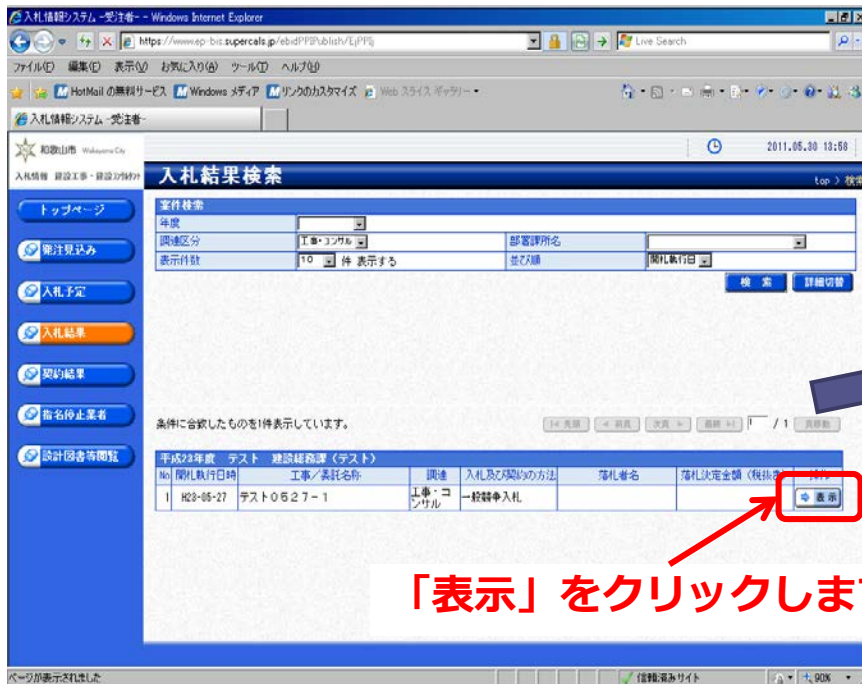 入札情報システム -受注者- - Windows Internet Explorer
https://www.ep-bis.supercals.jp/ebidPPIPublish/EjPPIj
Live Search
ファイル(F) 編集(E) 表示(V) お気に入り(A) ツール(T) ヘルプ(H)
HotMail の無料サービス Windows メディア リンクのカスタマイズ Web スライス ギャラリー
入札情報システム -受注者-
和歌山市 Wakayama City
2011.05.30 13:58
入札情報
入札結果検索
top > 検索
トップページ
発注見込み
入札予定
入札結果
契約結果
指名停止業者
設計図書等閲覧
案件検索
年度
調達区分 工事・コンサル 部署課所名
表示件数 10 件 表示する 並び順 開札執行日
検 索 詳細切替
条件に合致したものを1件表示しています。
先頭 前頁 次頁 最終 1 / 1 頁移動
平成23年度 テスト 建設総務課(テスト)
No 開札執行日時 工事/業務名称 調達 入札及び契約の方法 落札者名 落札決定金額(税抜き)
1 H23-05-27 テスト0527-1 工事・コンサル 一般競争入札 表示
「表示」をクリックしま
ページが表示されました
信頼済みサイト
90%